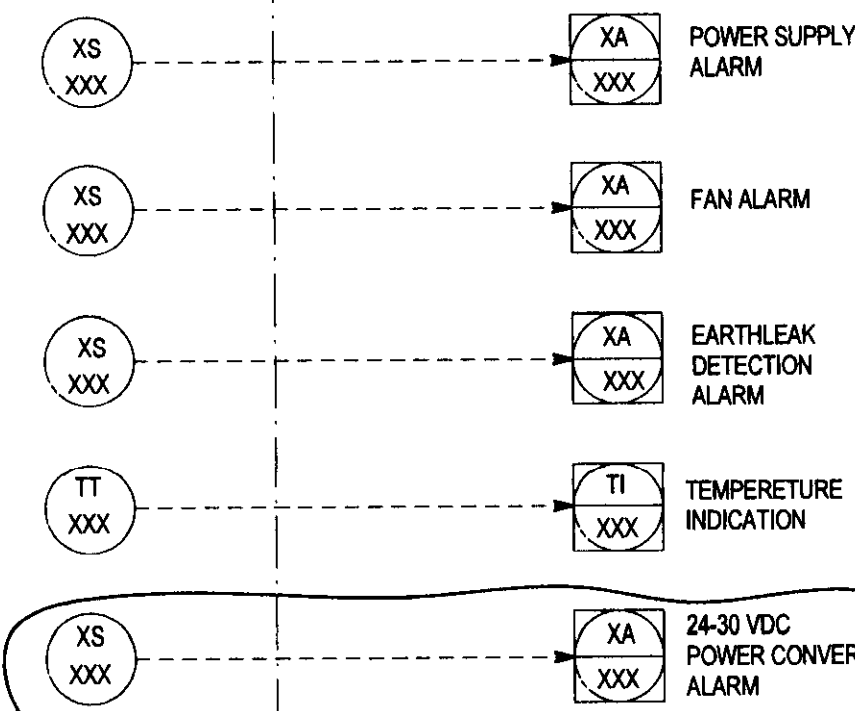 XS
XXX
XA
XXX
POWER SUPPLY
ALARM
XS
XXX
XA
XXX
FAN ALARM
XS
XXX
XA
XXX
EARTHLEAK
DETECTION
ALARM
TT
XXX
TI
XXX
TEMPERETURE
INDICATION
XS
XXX
XA
XXX
24-30 VDC
POWER CONVER
ALARM